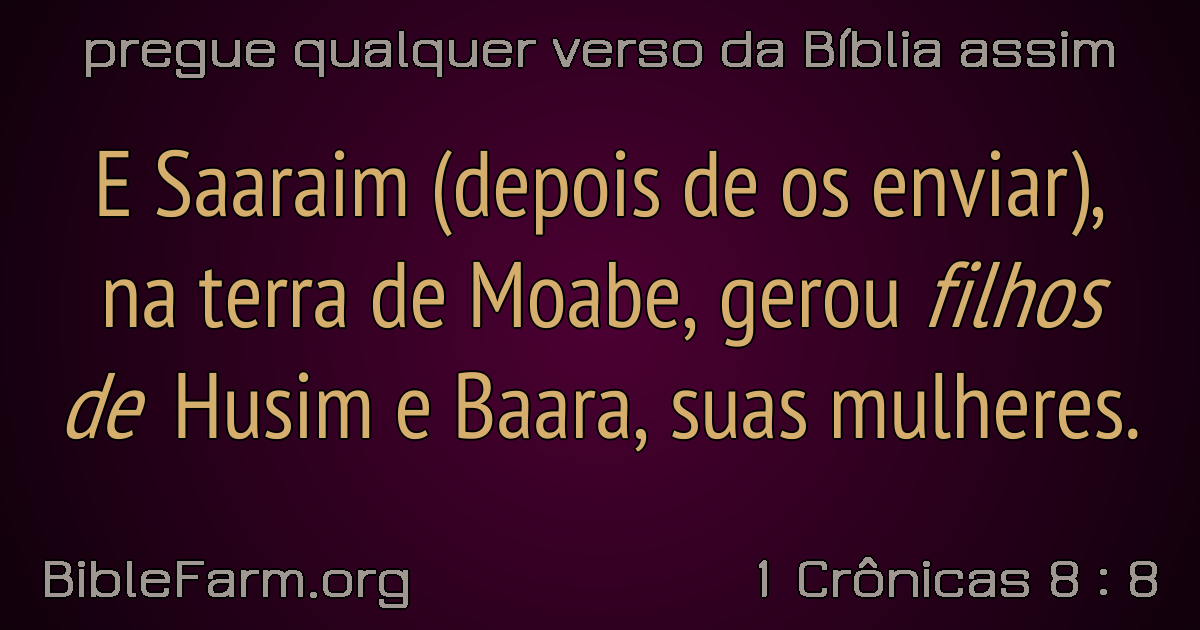 pregue qualquer verso da Bíblia assim
E Saaraim (depois de os enviar),
na terra de Moabe, gerou filhos
de Husim e Baara, suas mulheres.
BibleFarm.org
1 Crônicas 8 : 8